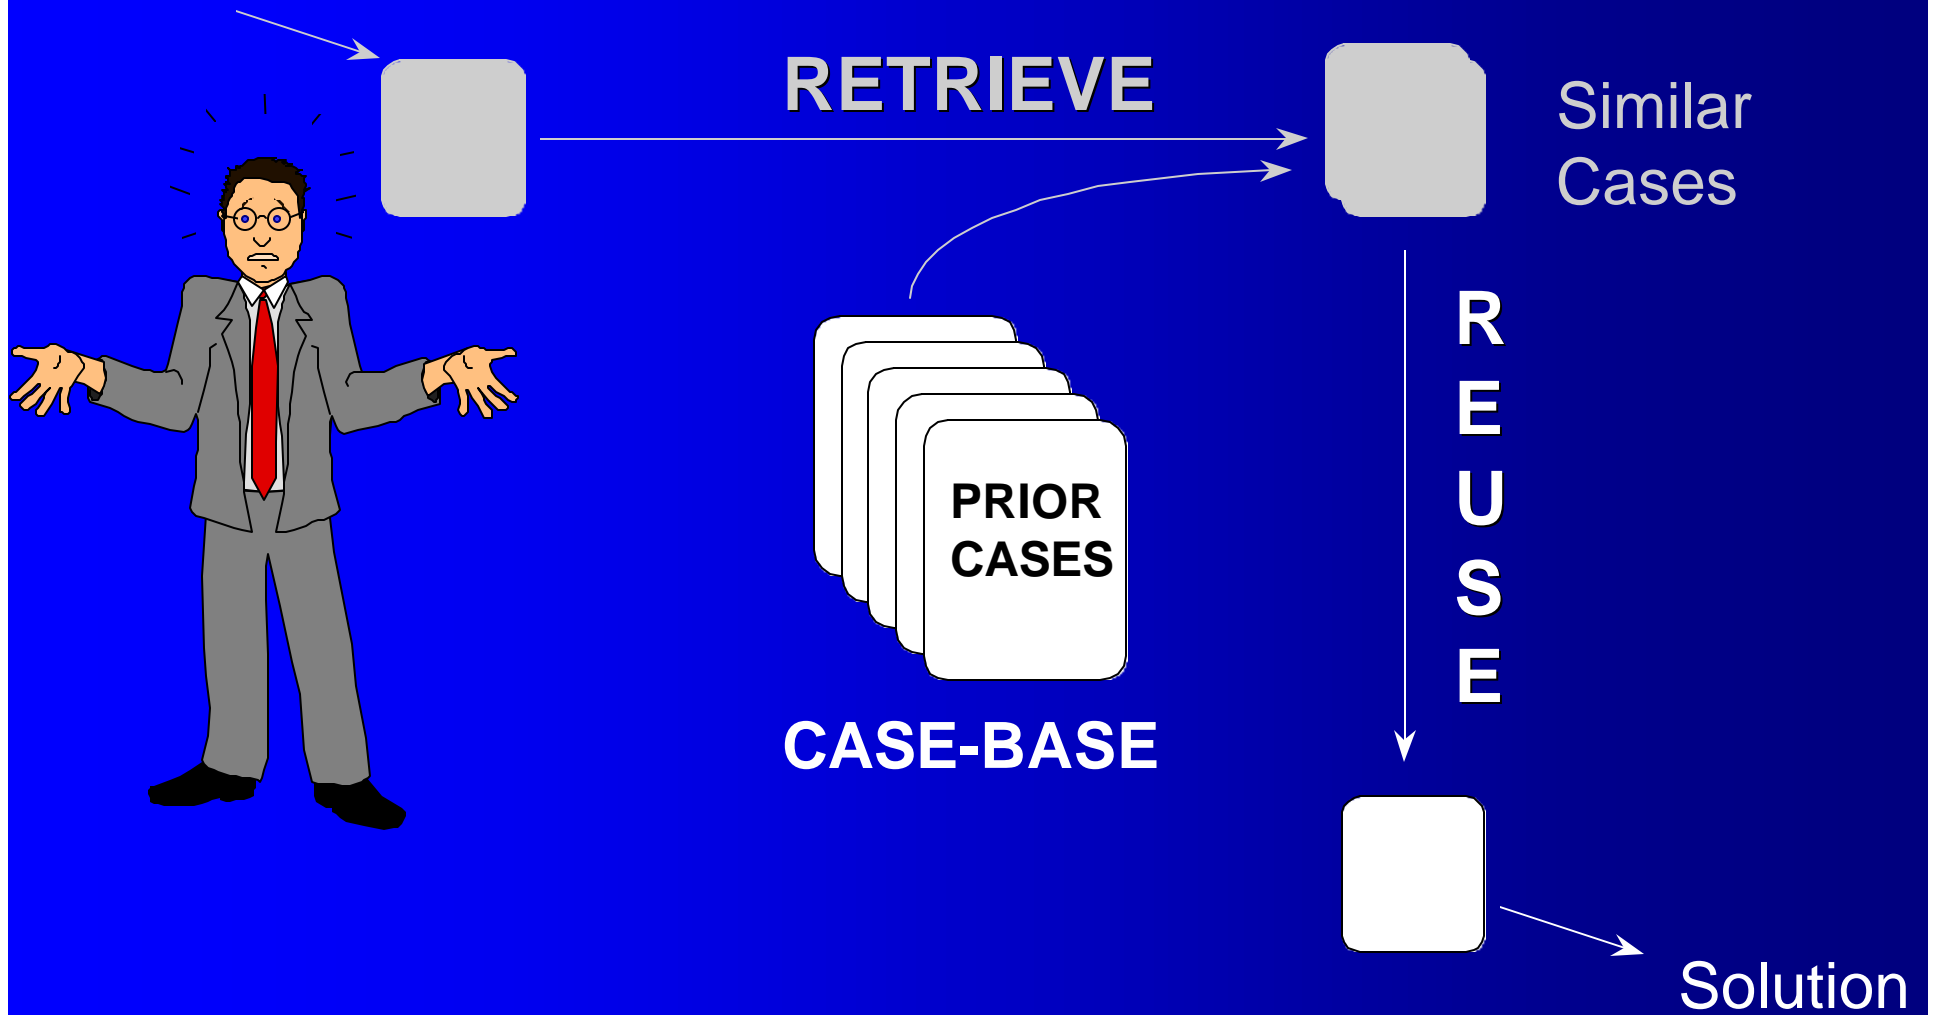 RETRIEVE
Similar
Cases
R
E
U
S
E
PRIOR
CASES
CASE-BASE
Solution